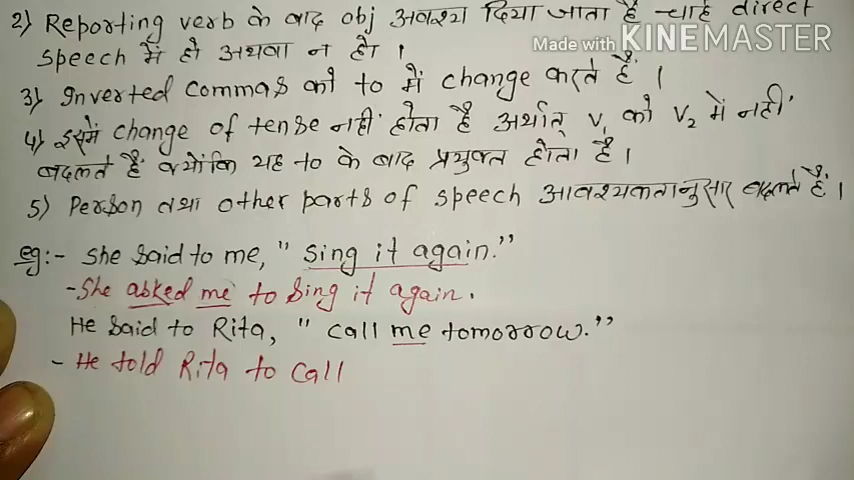 2) Reporting verb के बाद obj अवश्य दिया जाता है चाहे direct
speech में हो अथवा न हो ।
Made with KINEMASTER
3) Inverted commas को to में change करते हैं ।
4) इसमें change of tense नहीं होता है अर्थात् V1 को V2 में नहीं
बदलते हैं क्योंकि यह to के बाद प्रयुक्त होता है ।
5) Person तथा other parts of speech आवश्यकतानुसार बदलते हैं ।
eg:- She said to me, "Sing it again."
-She asked me to sing it again.
He said to Rita, "Call me tomorrow."
- He told Rita to call